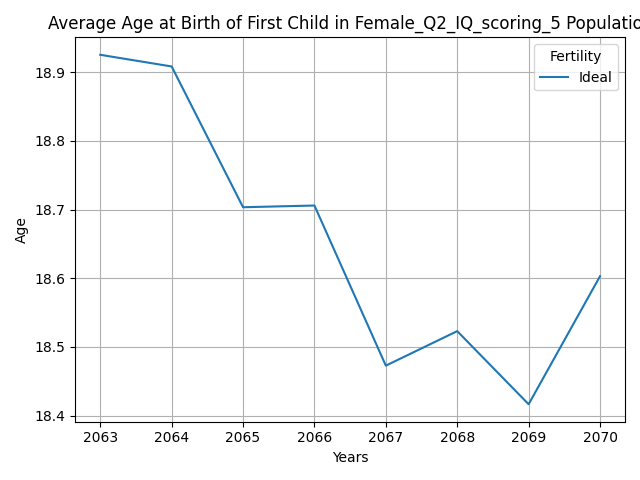 Average Age at Birth of First Child in Female_Q2_IQ_scoring_5 Populatio
Fertility
Ideal
18.9
18.8
18.7
18.6
18.5
18.4
Age
2063 2064 2065 2066 2067 2068 2069 2070
Years